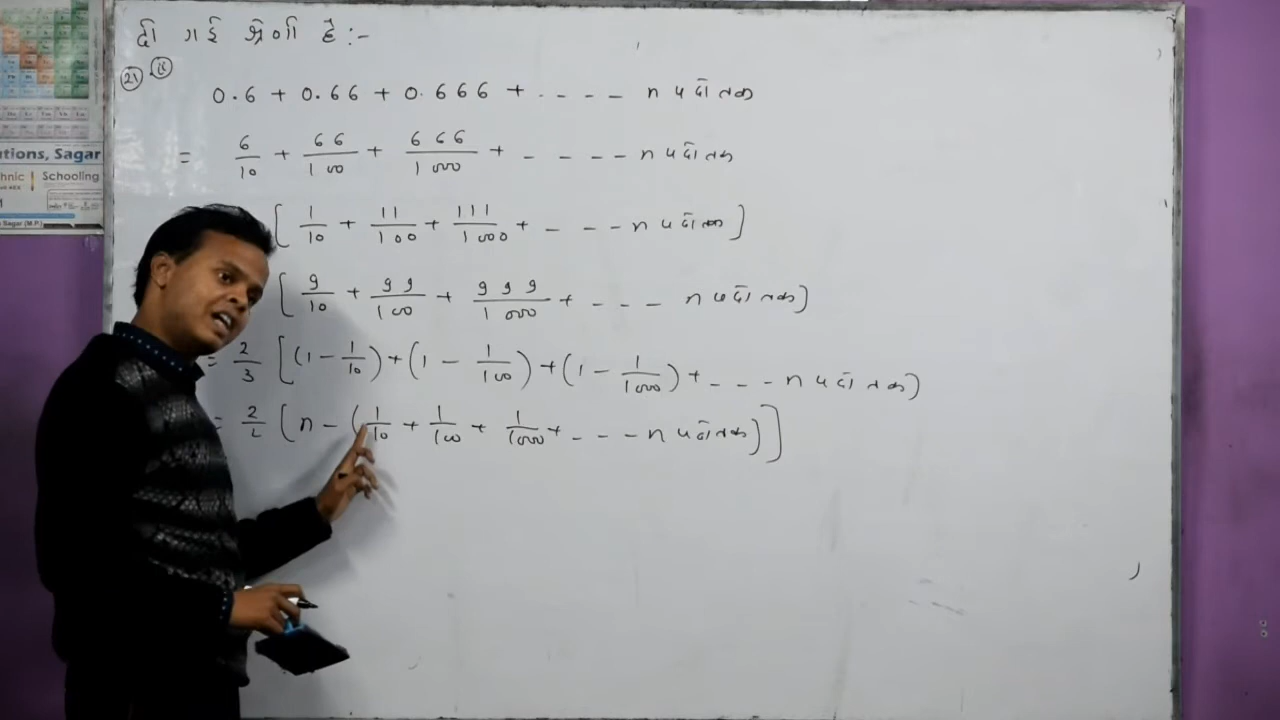 दी गई श्रेणी है :-
(21) (ii)
0.6 + 0.66 + 0.666 + - - - - n पदों तक
= 6/10 + 66/100 + 666/1000 + - - - - n पदों तक
[ 1/10 + 11/100 + 111/1000 + - - - n पदों तक ]
[ 9/10 + 99/100 + 999/1000 + - - - n पदों तक ]
= 2/3 [ (1 - 1/10) + (1 - 1/100) + (1 - 1/1000) + - - - n पदों तक ]
= [ n - ( 1/10 + 1/100 + 1/1000 + - - - n पदों तक ) ]
tions, Sagar
hnic Schooling
Sagar (M.P.)